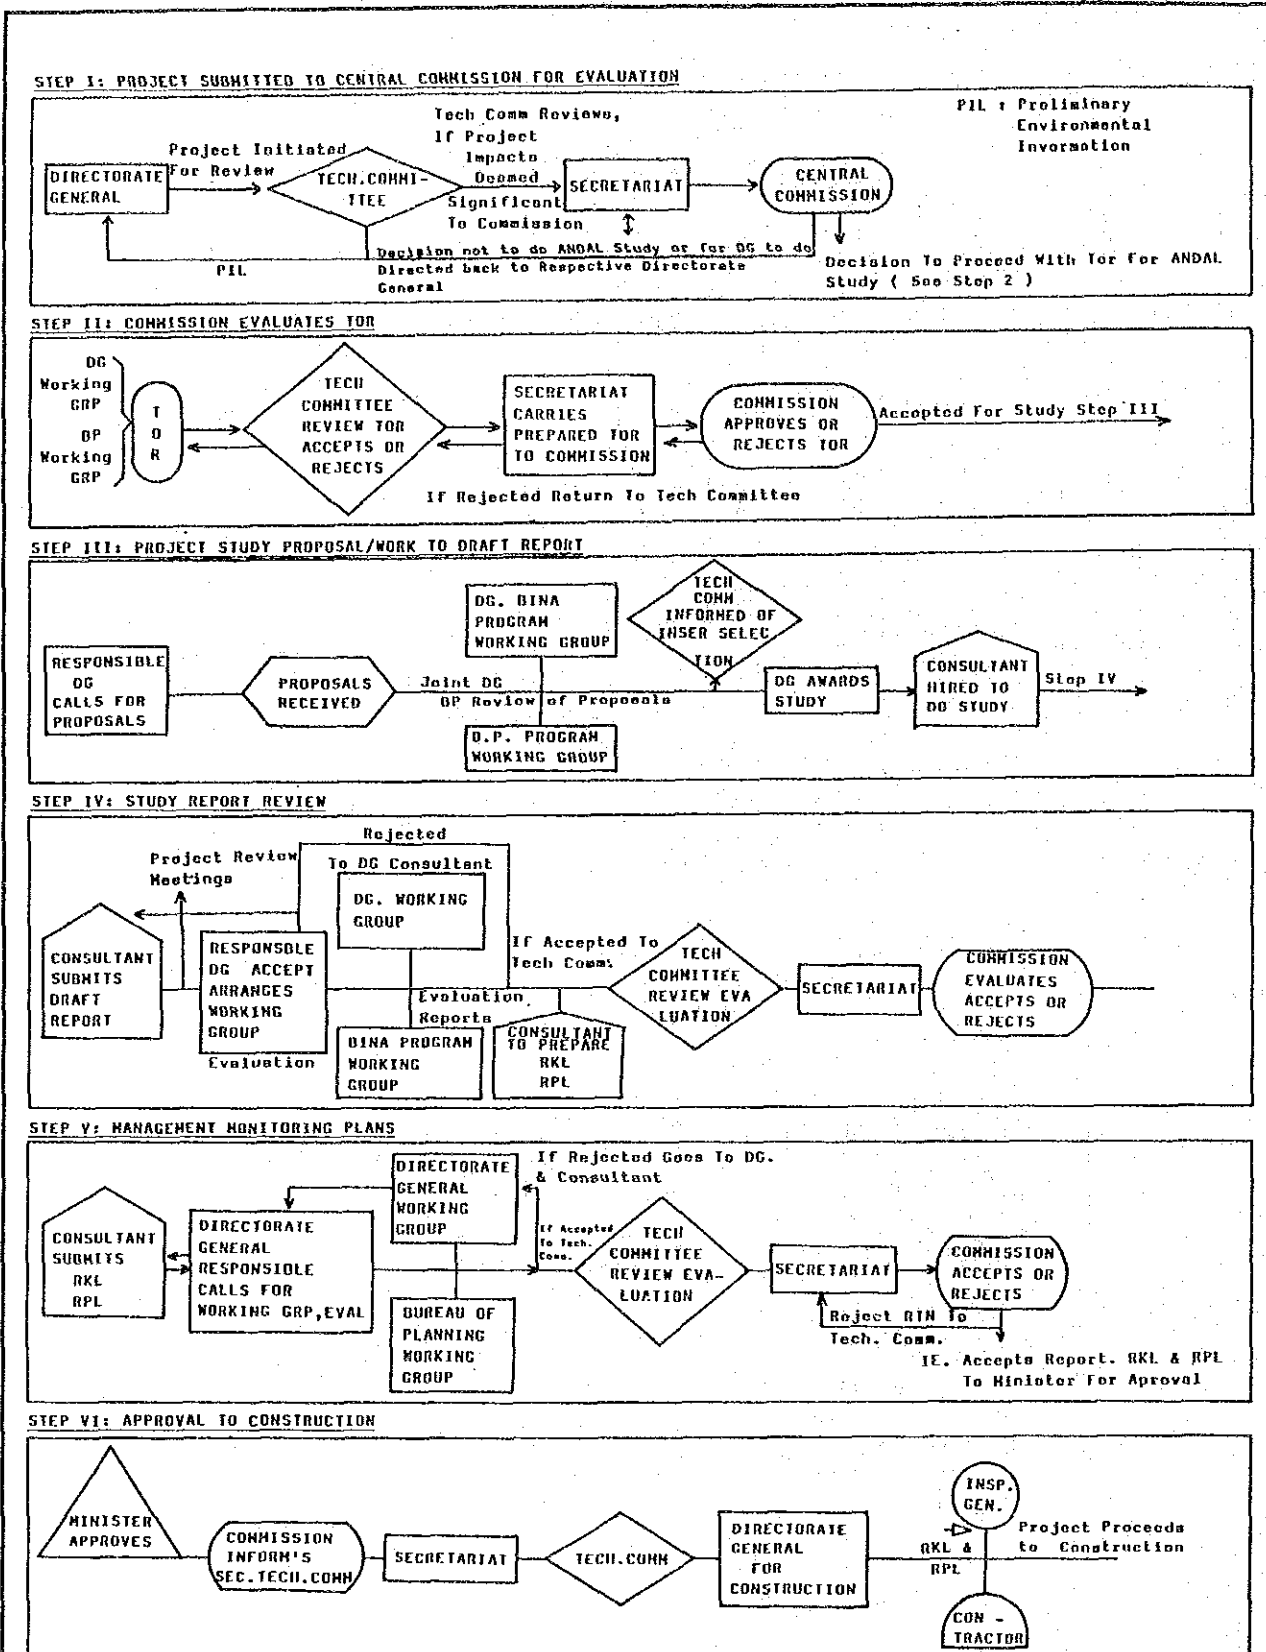 STEP I: PROJECT SUBMITTED TO CENTRAL COMMISSION FOR EVALUATION
PIL : Proliminary
Environmental
Invormation
Tech Comm Reviews,
If Project
Impacts
Deemed
Significant
To Commission
Project Initiated
For Review
DIRECTORATE
GENERAL
TECH.COMMI-
TTEE
SECRETARIAT
CENTRAL
COMMISSION
PIL
Decision not to do ANDAL Study or for DG to do
Directed back to Respective Directorate
General
Decision To Proceed With Tor For ANDAL
Study ( See Step 2 )
STEP II: COMMISSION EVALUATES TOR
DG
Working
GRP
BP
Working
GRP
T
O
R
TECH
COMMITTEE
REVIEW TOR
ACCEPTS OR
REJECTS
SECRETARIAT
CARRIES
PREPARED TOR
TO COMMISSION
COMMISSION
APPROVES OR
REJECTS TOR
Accepted For Study Step III
If Rejected Return To Tech Committee
STEP III: PROJECT STUDY PROPOSAL/WORK TO DRAFT REPORT
RESPONSIBLE
DG
CALLS FOR
PROPOSALS
PROPOSALS
RECEIVED
Joint DG
BP Review of Proposals
DG. BINA
PROGRAM
WORKING GROUP
B.P. PROGRAM
WORKING GROUP
TECH
COMM
INFORMED OF
INSER SELEC
TION
DG AWARDS
STUDY
CONSULTANT
HIRED TO
DO STUDY
Step IV
STEP IV: STUDY REPORT REVIEW
Rejected
To DG Consultant
Project Review
Meetings
CONSULTANT
SUBMITS
DRAFT
REPORT
RESPONSBLE
DG ACCEPT
ARRANGES
WORKING
GROUP
Evaluation
DG. WORKING
GROUP
Evaluation
Reports
BINA PROGRAM
WORKING
GROUP
If Accepted To
Tech Comm.
CONSULTANT
TO PREPARE
RKL
RPL
TECH
COMMITTEE
REVIEW EVA
LUATION
SECRETARIAT
COMMISSION
EVALUATES
ACCEPTS OR
REJECTS
STEP V: MANAGEMENT MONITORING PLANS
CONSULTANT
SUBMITS
RKL
RPL
DIRECTORATE
GENERAL
RESPONSIBLE
CALLS FOR
WORKING GRP,EVAL
DIRECTORATE
GENERAL
WORKING
GROUP
BUREAU OF
PLANNING
WORKING
GROUP
If Rejected Goes To DG.
& Consultant
If Accepted
To Tech.
Comm.
TECH
COMMITTEE
REVIEW EVA-
LUATION
SECRETARIAT
COMMISSION
ACCEPTS OR
REJECTS
Reject RTN To
Tech. Comm.
IE. Accepts Report. RKL & RPL
To Minister For Aproval
STEP VI: APPROVAL TO CONSTRUCTION
MINISTER
APPROVES
COMMISSION
INFORM'S
SEC.TECH.COMM
SECRETARIAT
TECH.COMM
DIRECTORATE
GENERAL
FOR
CONSTRUCTION
RKL &
RPL
INSP.
GEN.
Project Proceeds
to Construction
CON -
TRACTOR